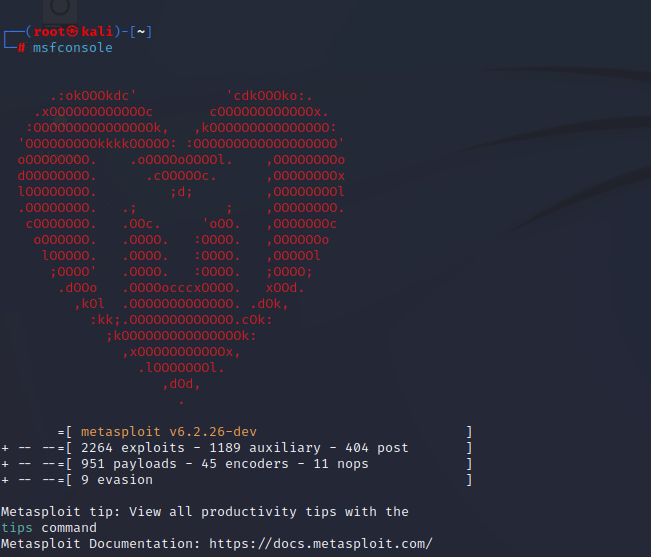 (root㉿kali)-[~]
# msfconsole
.:okOOOkdc'           'cdkOOOko:.
.xOOOOOOOOOOOOc       cOOOOOOOOOOOOx.
:OOOOOOOOOOOOOOOk,   ,kOOOOOOOOOOOOOOO:
'OOOOOOOOOkkkkOOOOO: :OOOOOOOOOOOOOOOOOO'
oOOOOOOOO.    .oOOOOoOOOOl.    ,OOOOOOOOo
dOOOOOOOO.      .cOOOOOc.      ,OOOOOOOOx
lOOOOOOOO.         ;d;         ,OOOOOOOOl
.OOOOOOOO.   .;           ;    ,OOOOOOOO.
cOOOOOOO.   .OOc.     'oOO.   ,OOOOOOOc
oOOOOOO.   .OOOO.   :OOOO.   ,OOOOOOo
lOOOOO.   .OOOO.   :OOOO.   ,OOOOOl
;OOOO'   .OOOO.   :OOOO.   ;OOOO;
.dOOo   .OOOOocccxOOOO.   xOOd.
,kOl  .OOOOOOOOOOOOO. .dOk,
:kk;.OOOOOOOOOOOOO.cOk:
;kOOOOOOOOOOOOOOOk:
,xOOOOOOOOOOOx,
.lOOOOOOOl.
,dOd,
.
=[ metasploit v6.2.26-dev                          ]
+ -- --=[ 2264 exploits - 1189 auxiliary - 404 post       ]
+ -- --=[ 951 payloads - 45 encoders - 11 nops            ]
+ -- --=[ 9 evasion                                       ]
Metasploit tip: View all productivity tips with the
tips command
Metasploit Documentation: https://docs.metasploit.com/